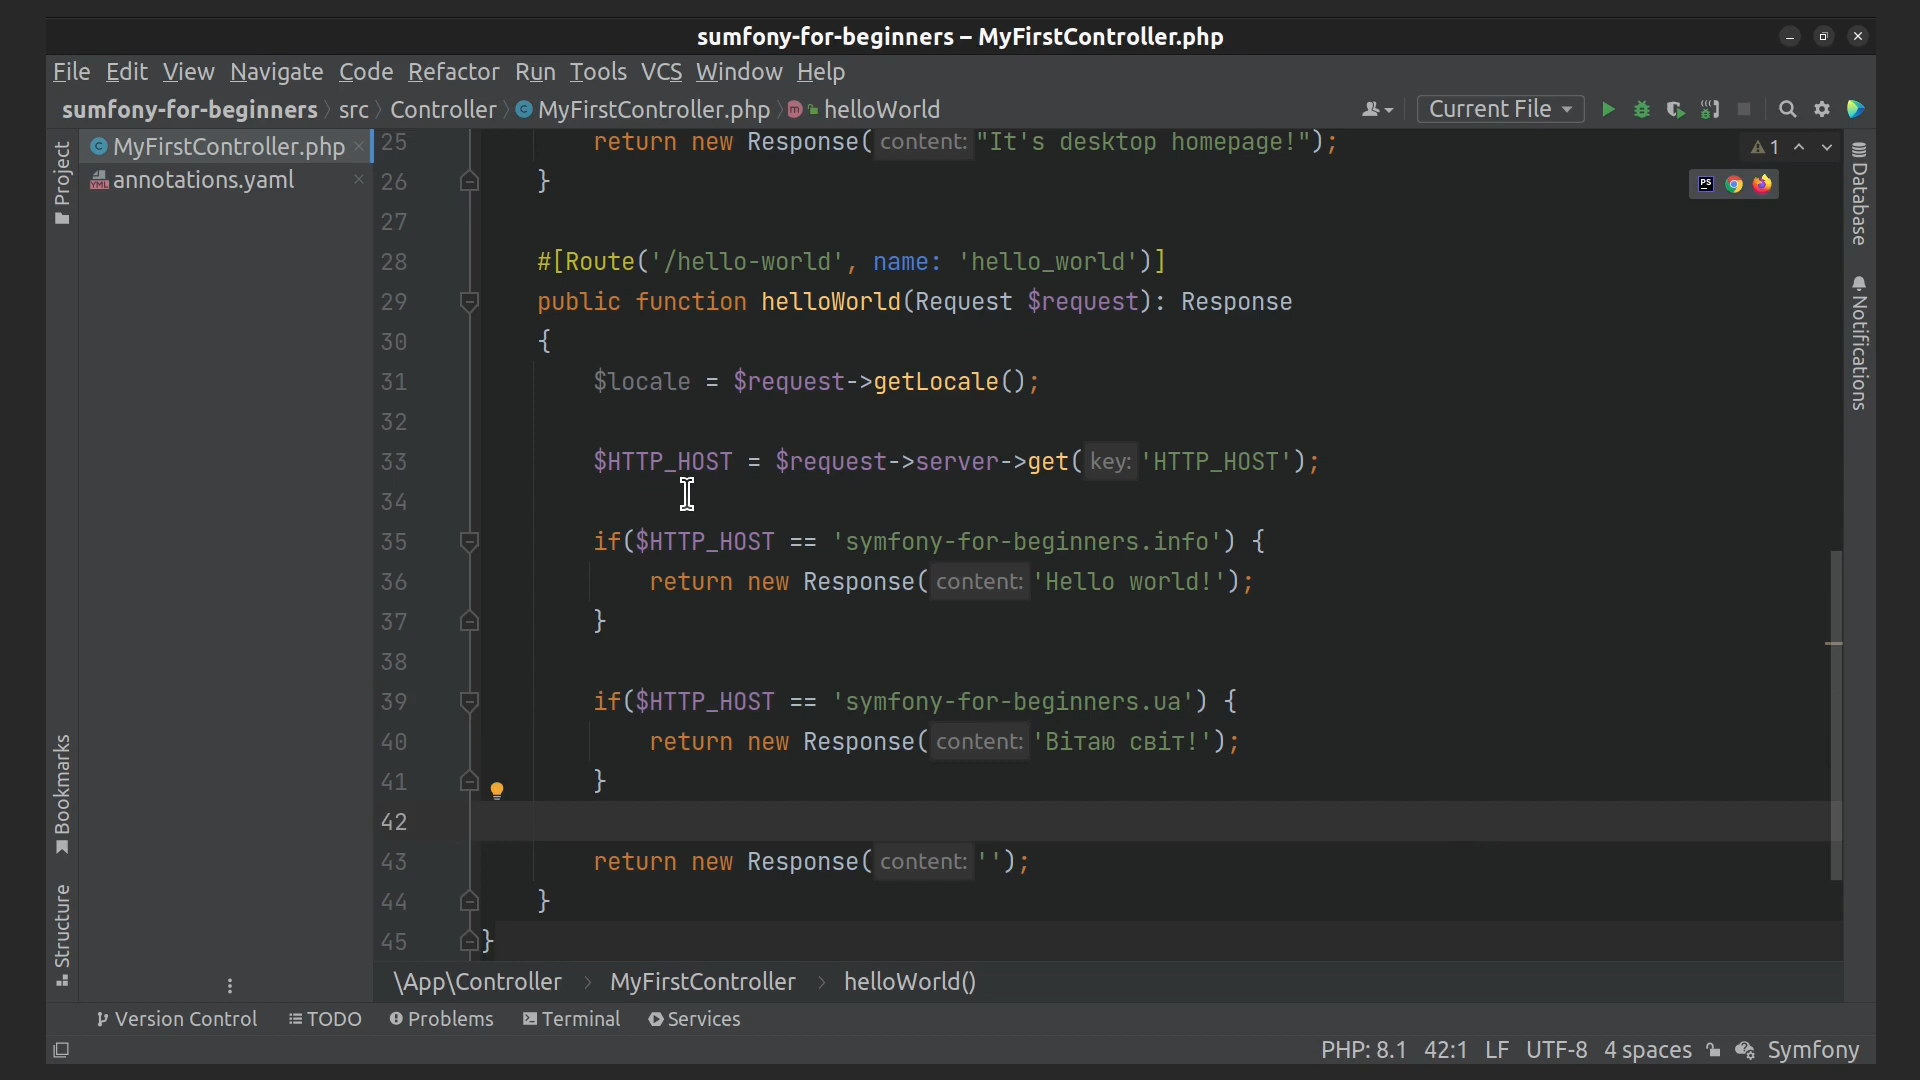 sumfony-for-beginners – MyFirstController.php
File Edit View Navigate Code Refactor Run Tools VCS Window Help
sumfony-for-beginners src Controller MyFirstController.php helloWorld
Current File
Project
Bookmarks
Structure
MyFirstController.php
annotations.yaml
25 return new Response( content: "It's desktop homepage!");
26 }
27
28 #[Route('/hello-world', name: 'hello_world')]
29 public function helloWorld(Request $request): Response
30 {
31 $locale = $request->getLocale();
32
33 $HTTP_HOST = $request->server->get( key: 'HTTP_HOST');
34
35 if($HTTP_HOST == 'symfony-for-beginners.info') {
36 return new Response( content: 'Hello world!');
37 }
38
39 if($HTTP_HOST == 'symfony-for-beginners.ua') {
40 return new Response( content: 'Вітаю світ!');
41 }
42
43 return new Response( content: '');
44 }
45 }
1
Database
Notifications
\App\Controller MyFirstController helloWorld()
Version Control TODO Problems Terminal Services
PHP: 8.1 42:1 LF UTF-8 4 spaces Symfony